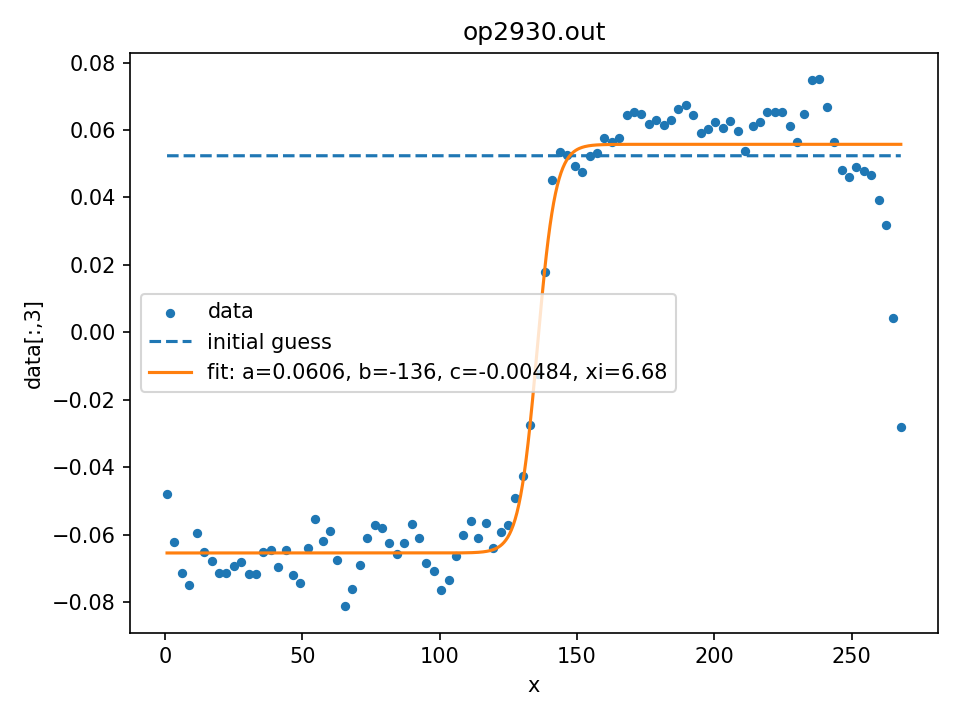 op2930.out
0.08
0.06
0.04
0.02
0.00
−0.02
−0.04
−0.06
−0.08
data[:,3]
data
initial guess
fit: a=0.0606, b=-136, c=-0.00484, xi=6.68
0
50
100
150
200
250
x